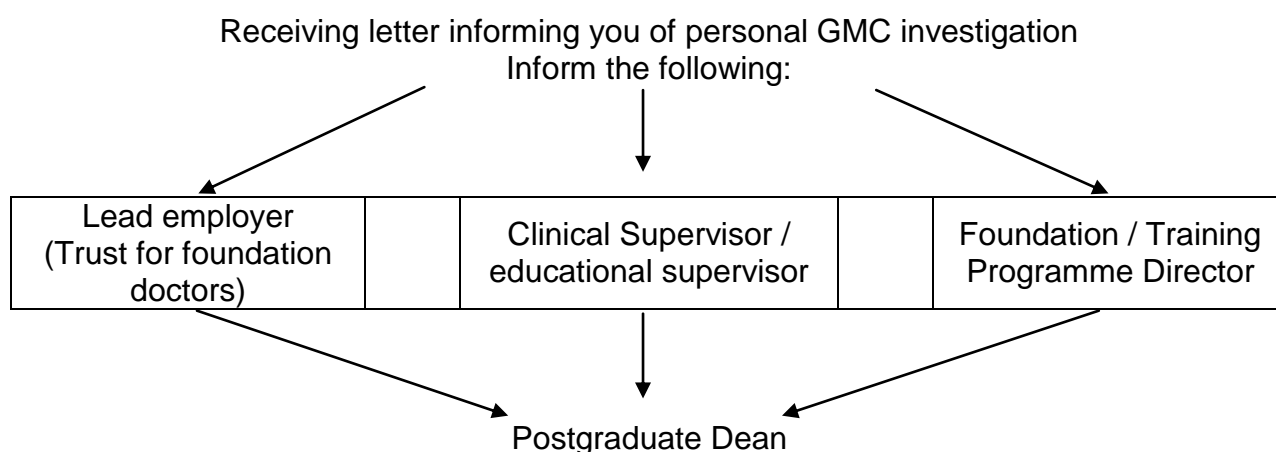 Receiving letter informing you of personal GMC investigation
Inform the following:
Lead employer
(Trust for foundation
doctors)
Clinical Supervisor /
educational supervisor
Foundation / Training
Programme Director
Postgraduate Dean